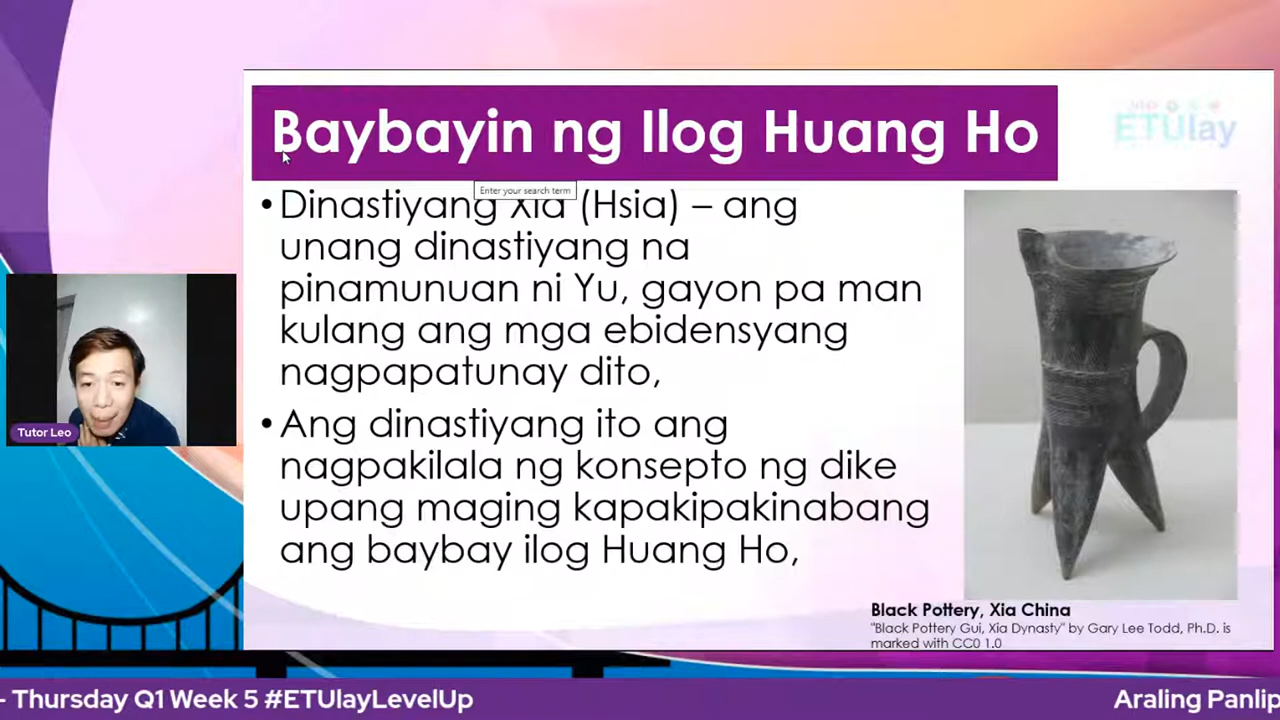 Baybayin ng Ilog Huang Ho
ETUlay
Enter your search term
• Dinastiyang Xia (Hsia) – ang
unang dinastiyang na
pinamunuan ni Yu, gayon pa man
kulang ang mga ebidensyang
nagpapatunay dito,
• Ang dinastiyang ito ang
nagpakilala ng konsepto ng dike
upang maging kapakipakinabang
ang baybay ilog Huang Ho,
Tutor Leo
Black Pottery, Xia China
"Black Pottery Gui, Xia Dynasty" by Gary Lee Todd, Ph.D. is
marked with CC0 1.0
- Thursday Q1 Week 5 #ETUlayLevelUp
Araling Panlip